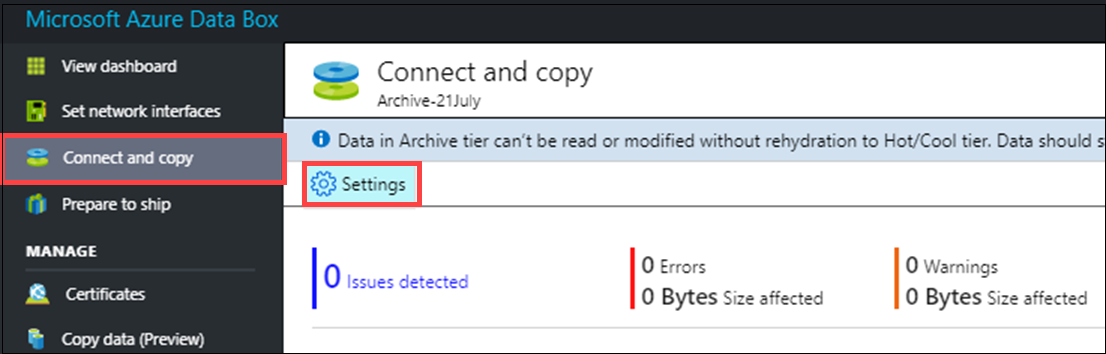 Microsoft Azure Data Box
View dashboard
Set network interfaces
Connect and copy
Prepare to ship
MANAGE
Certificates
Copy data (Preview)
Connect and copy
Archive-21July
Data in Archive tier can't be read or modified without rehydration to Hot/Cool tier. Data should s
Settings
0 Issues detected
0 Errors
0 Bytes Size affected
0 Warnings
0 Bytes Size affected